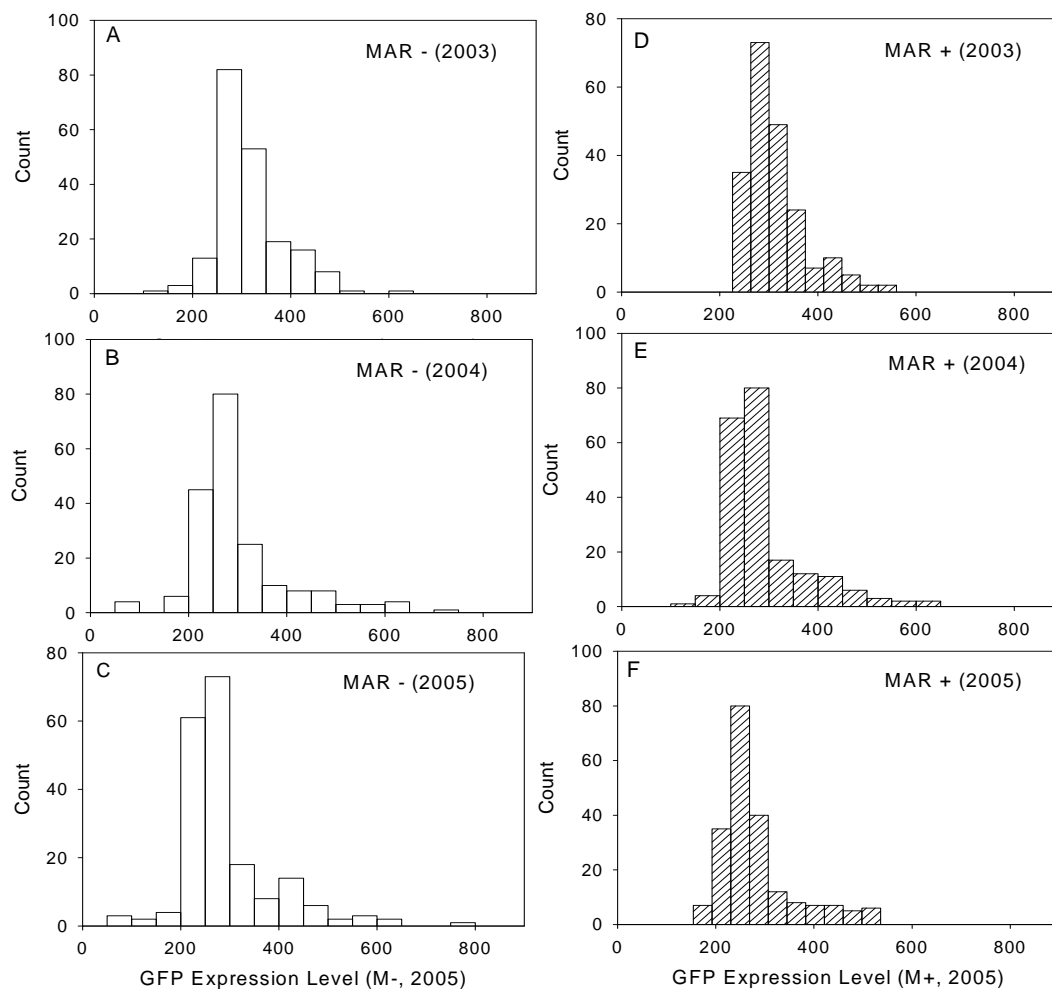 A
MAR - (2003)
Count
100
80
60
40
20
0
0 200 400 600 800
D
MAR + (2003)
Count
80
60
40
20
0
0 200 400 600 800
B
MAR - (2004)
Count
100
80
60
40
20
0
0 200 400 600 800
E
MAR + (2004)
Count
100
80
60
40
20
0
0 200 400 600 800
C
MAR - (2005)
Count
80
60
40
20
0
0 200 400 600 800
GFP Expression Level (M-, 2005)
F
MAR + (2005)
Count
100
80
60
40
20
0
0 200 400 600 800
GFP Expression Level (M+, 2005)